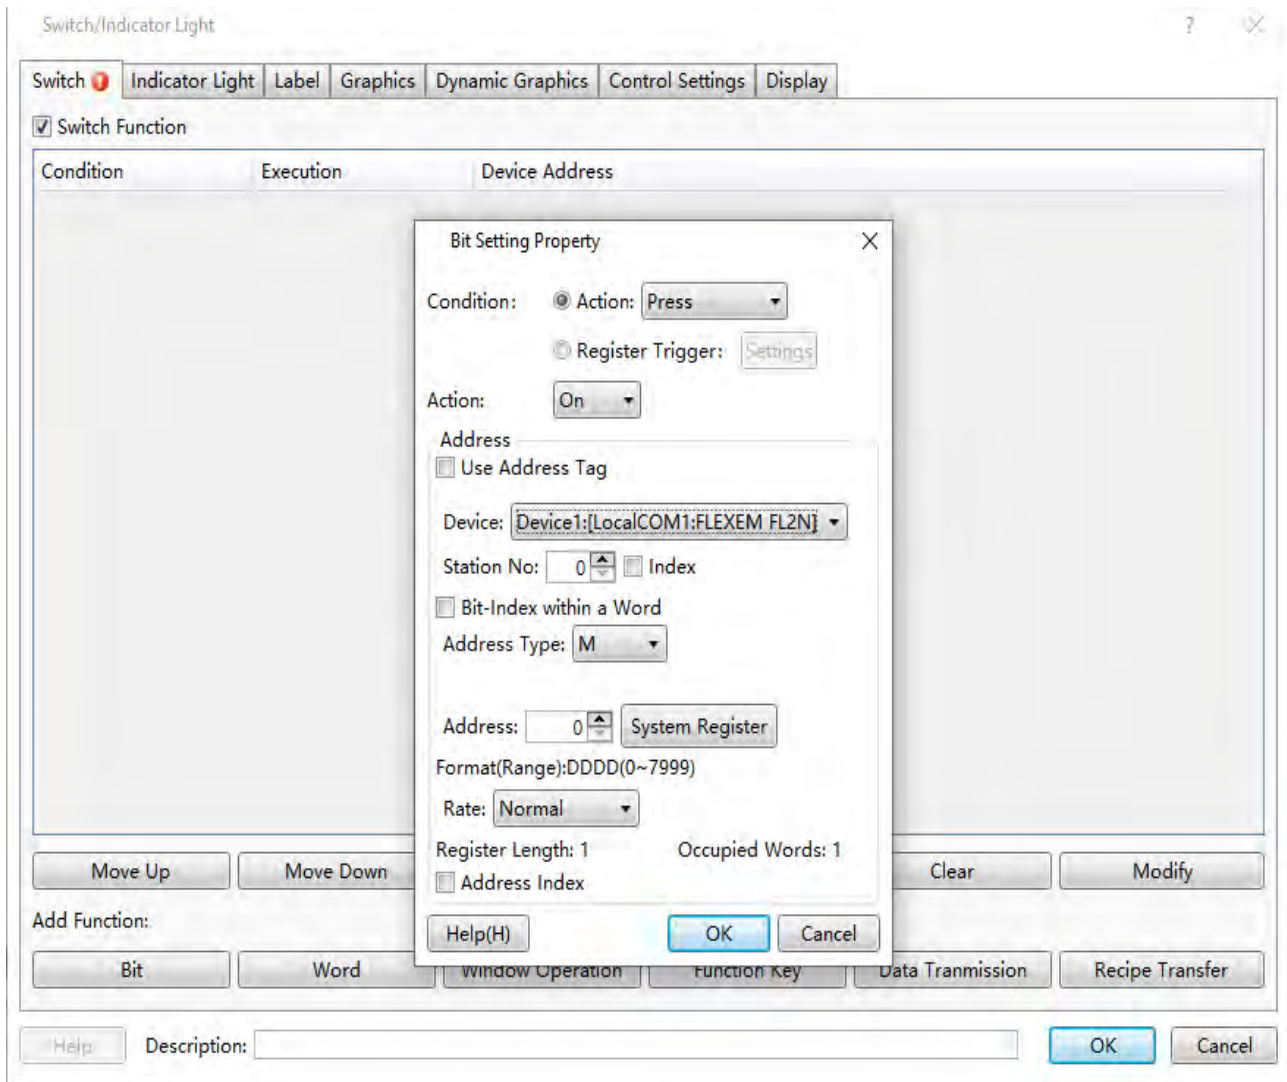 Switch/Indicator Light ?
Switch Indicator Light Label Graphics Dynamic Graphics Control Settings Display
Switch Function
Condition Execution Device Address
Bit Setting Property
Condition: Action: Press
Register Trigger: Settings
Action: On
Address
Use Address Tag
Device: Device1:[LocalCOM1:FLEXEM FL2N]
Station No: 0 Index
Bit-Index within a Word
Address Type: M
Address: 0 System Register
Format(Range):DDDD(0~7999)
Rate: Normal
Register Length: 1 Occupied Words: 1
Address Index
Help(H) OK Cancel
Move Up Move Down Clear Modify
Add Function:
Bit Word Window Operation Function Key Data Tranmission Recipe Transfer
Help Description: OK Cancel